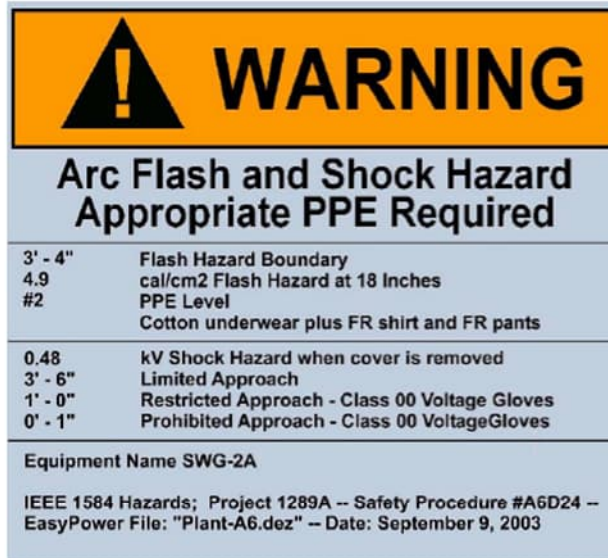 WARNING
Arc Flash and Shock Hazard
Appropriate PPE Required
3' - 4" Flash Hazard Boundary
4.9 cal/cm2 Flash Hazard at 18 Inches
#2 PPE Level
Cotton underwear plus FR shirt and FR pants
0.48 kV Shock Hazard when cover is removed
3' - 6" Limited Approach
1' - 0" Restricted Approach - Class 00 Voltage Gloves
0' - 1" Prohibited Approach - Class 00 VoltageGloves
Equipment Name SWG-2A
IEEE 1584 Hazards; Project 1289A -- Safety Procedure #A6D24 --
EasyPower File: "Plant-A6.dez" -- Date: September 9, 2003